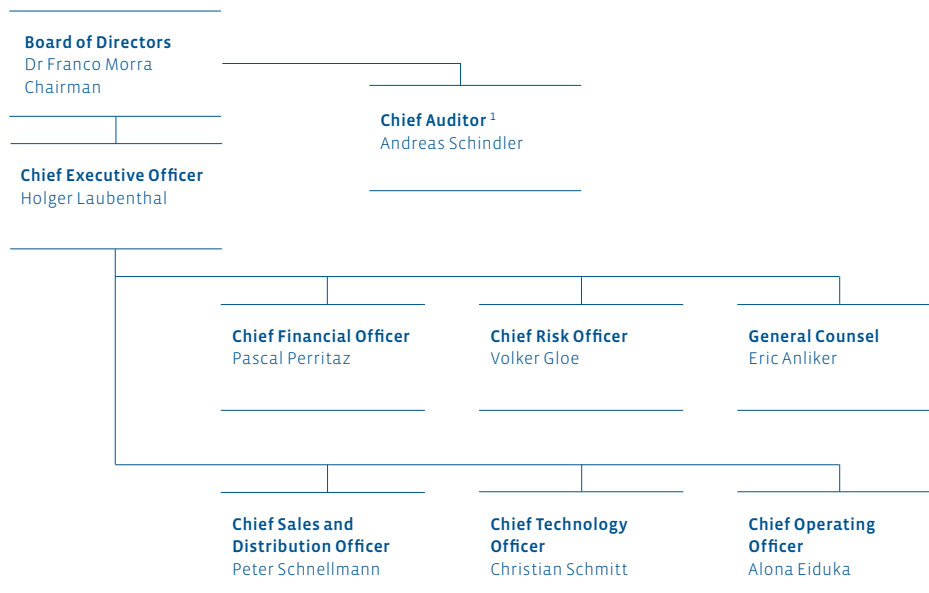 Board of Directors
Dr Franco Morra
Chairman
Chief Auditor 1
Andreas Schindler
Chief Executive Officer
Holger Laubenthal
Chief Financial Officer
Pascal Perritaz
Chief Risk Officer
Volker Gloe
General Counsel
Eric Anliker
Chief Sales and
Distribution Officer
Peter Schnellmann
Chief Technology
Officer
Christian Schmitt
Chief Operating
Officer
Alona Eiduka